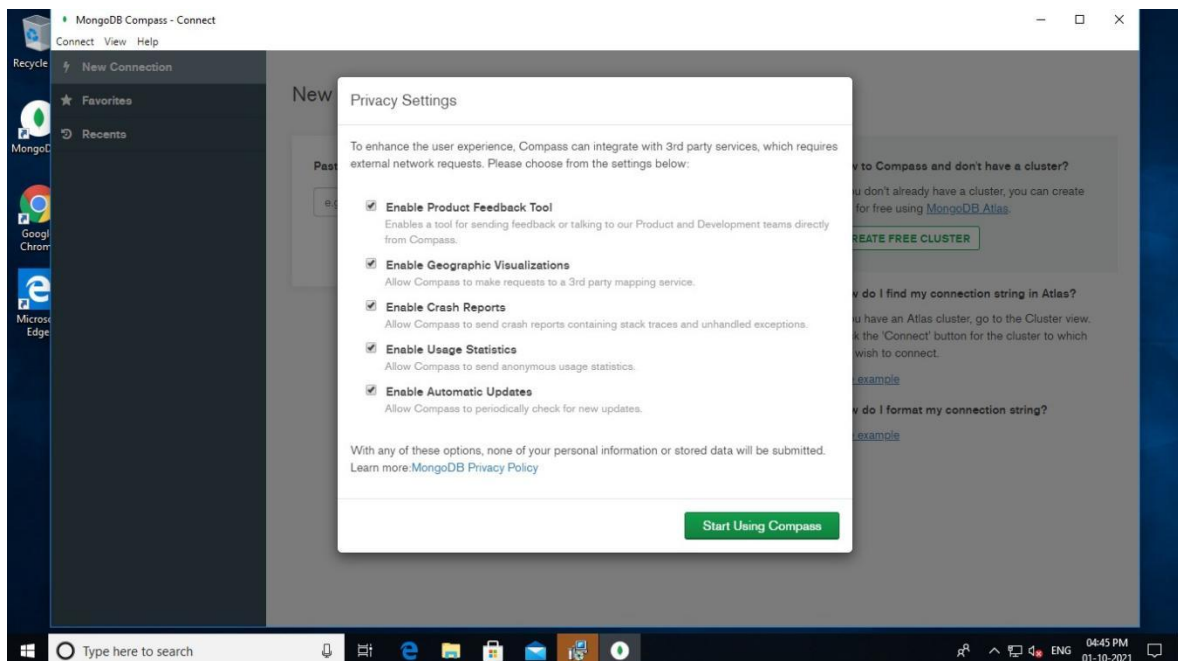 MongoDB Compass - Connect
Connect View Help
Recycle
New Connection
Favorites
Recents
New
Privacy Settings
To enhance the user experience, Compass can integrate with 3rd party services, which requires
external network requests. Please choose from the settings below:
Enable Product Feedback Tool
Enables a tool for sending feedback or talking to our Product and Development teams directly
from Compass.
Enable Geographic Visualizations
Allow Compass to make requests to a 3rd party mapping service.
Enable Crash Reports
Allow Compass to send crash reports containing stack traces and unhandled exceptions.
Enable Usage Statistics
Allow Compass to send anonymous usage statistics.
Enable Automatic Updates
Allow Compass to periodically check for new updates.
With any of these options, none of your personal information or stored data will be submitted.
Learn more:MongoDB Privacy Policy
Start Using Compass
Past
e.g
to Compass and don't have a cluster?
don't already have a cluster, you can create
for free using MongoDB Atlas.
REATE FREE CLUSTER
do I find my connection string in Atlas?
have an Atlas cluster, go to the Cluster view.
the 'Connect' button for the cluster to which
wish to connect.
example
do I format my connection string?
example
MongoD
Googl
Chrom
Micros
Edge
Type here to search
ENG
04:45 PM
01-10-2021